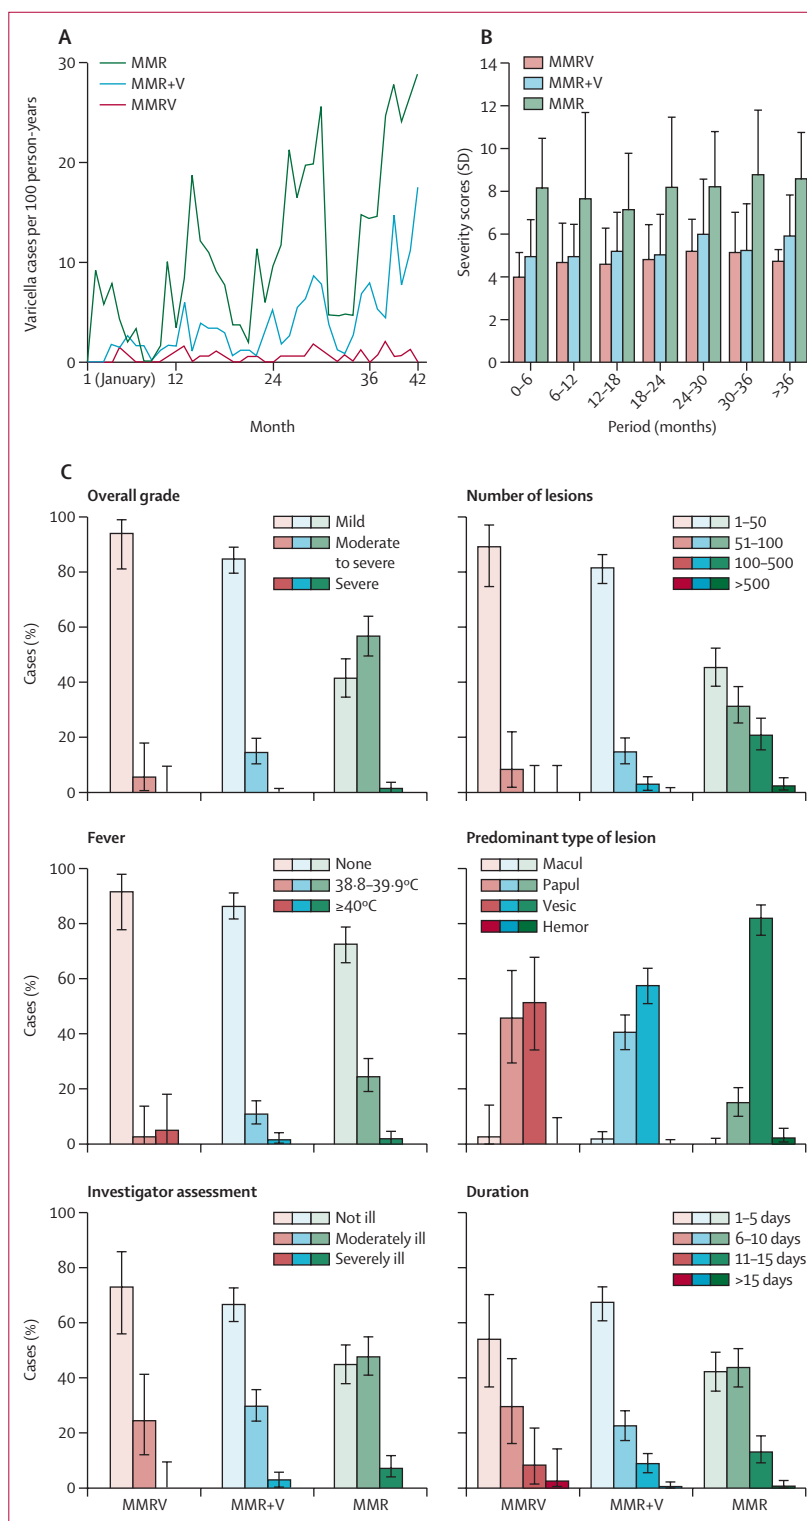 A
MMR
MMR+V
MMRV
Varicella cases per 100 person-years
30
20
10
0
1 (January)
12
24
36
42
Month
B
MMRV
MMR+V
MMR
Severity scores (SD)
14
12
10
8
6
4
2
0
0–6
6–12
12–18
18–24
24–30
30–36
>36
Period (months)
C
Overall grade
Mild
Moderate
to severe
Severe
Cases (%)
100
80
60
40
20
0
Number of lesions
1–50
51–100
100–500
>500
Fever
None
38·8–39·9ºC
≥40ºC
Cases (%)
100
80
60
40
20
0
Predominant type of lesion
Macul
Papul
Vesic
Hemor
Investigator assessment
Not ill
Moderately ill
Severely ill
Cases (%)
100
80
60
40
20
0
MMRV
MMR+V
MMR
Duration
1–5 days
6–10 days
11–15 days
>15 days
MMRV
MMR+V
MMR